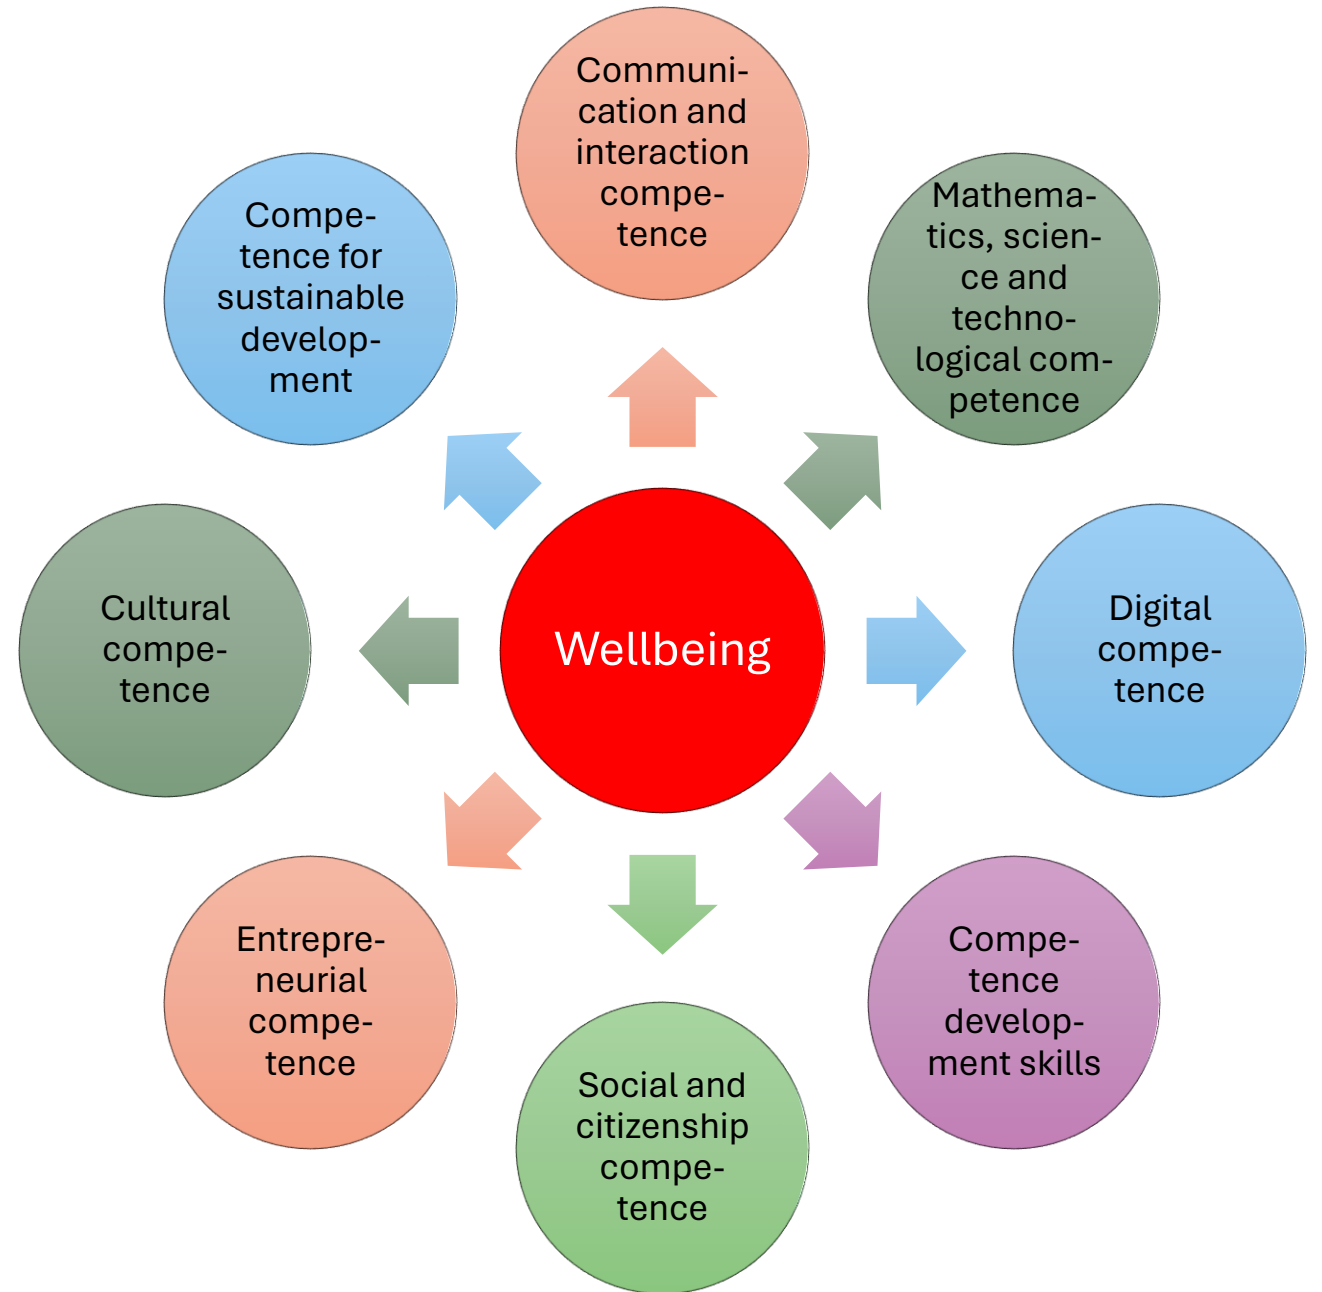 Communi-
cation and
interaction
compe-
tence
Mathema-
tics, scien-
ce and
techno-
logical com-
petence
Digital
compe-
tence
Compe-
tence
develop-
ment skills
Social and
citizenship
compe-
tence
Entrepre-
neurial
compe-
tence
Cultural
compe-
tence
Compe-
tence for
sustainable
develop-
ment
Wellbeing